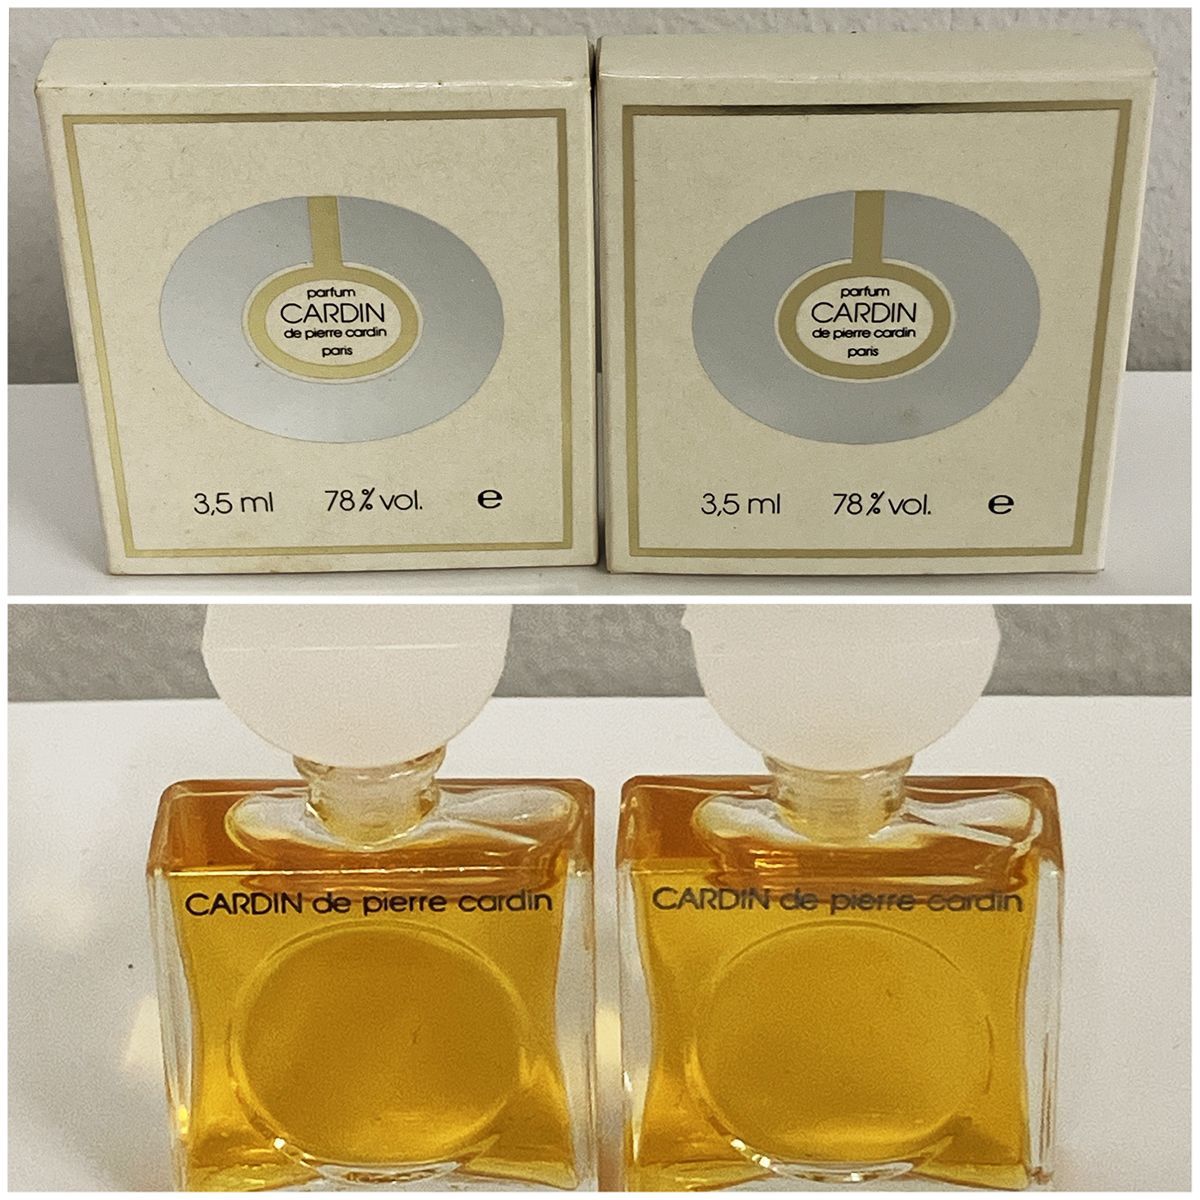 parfum
CARDIN
de pierre cardin
paris
3,5 ml 78% vol. e
parfum
CARDIN
de pierre cardin
paris
3,5 ml 78% vol. e
CARDIN de pierre cardin
CARDIN de pierre cardin